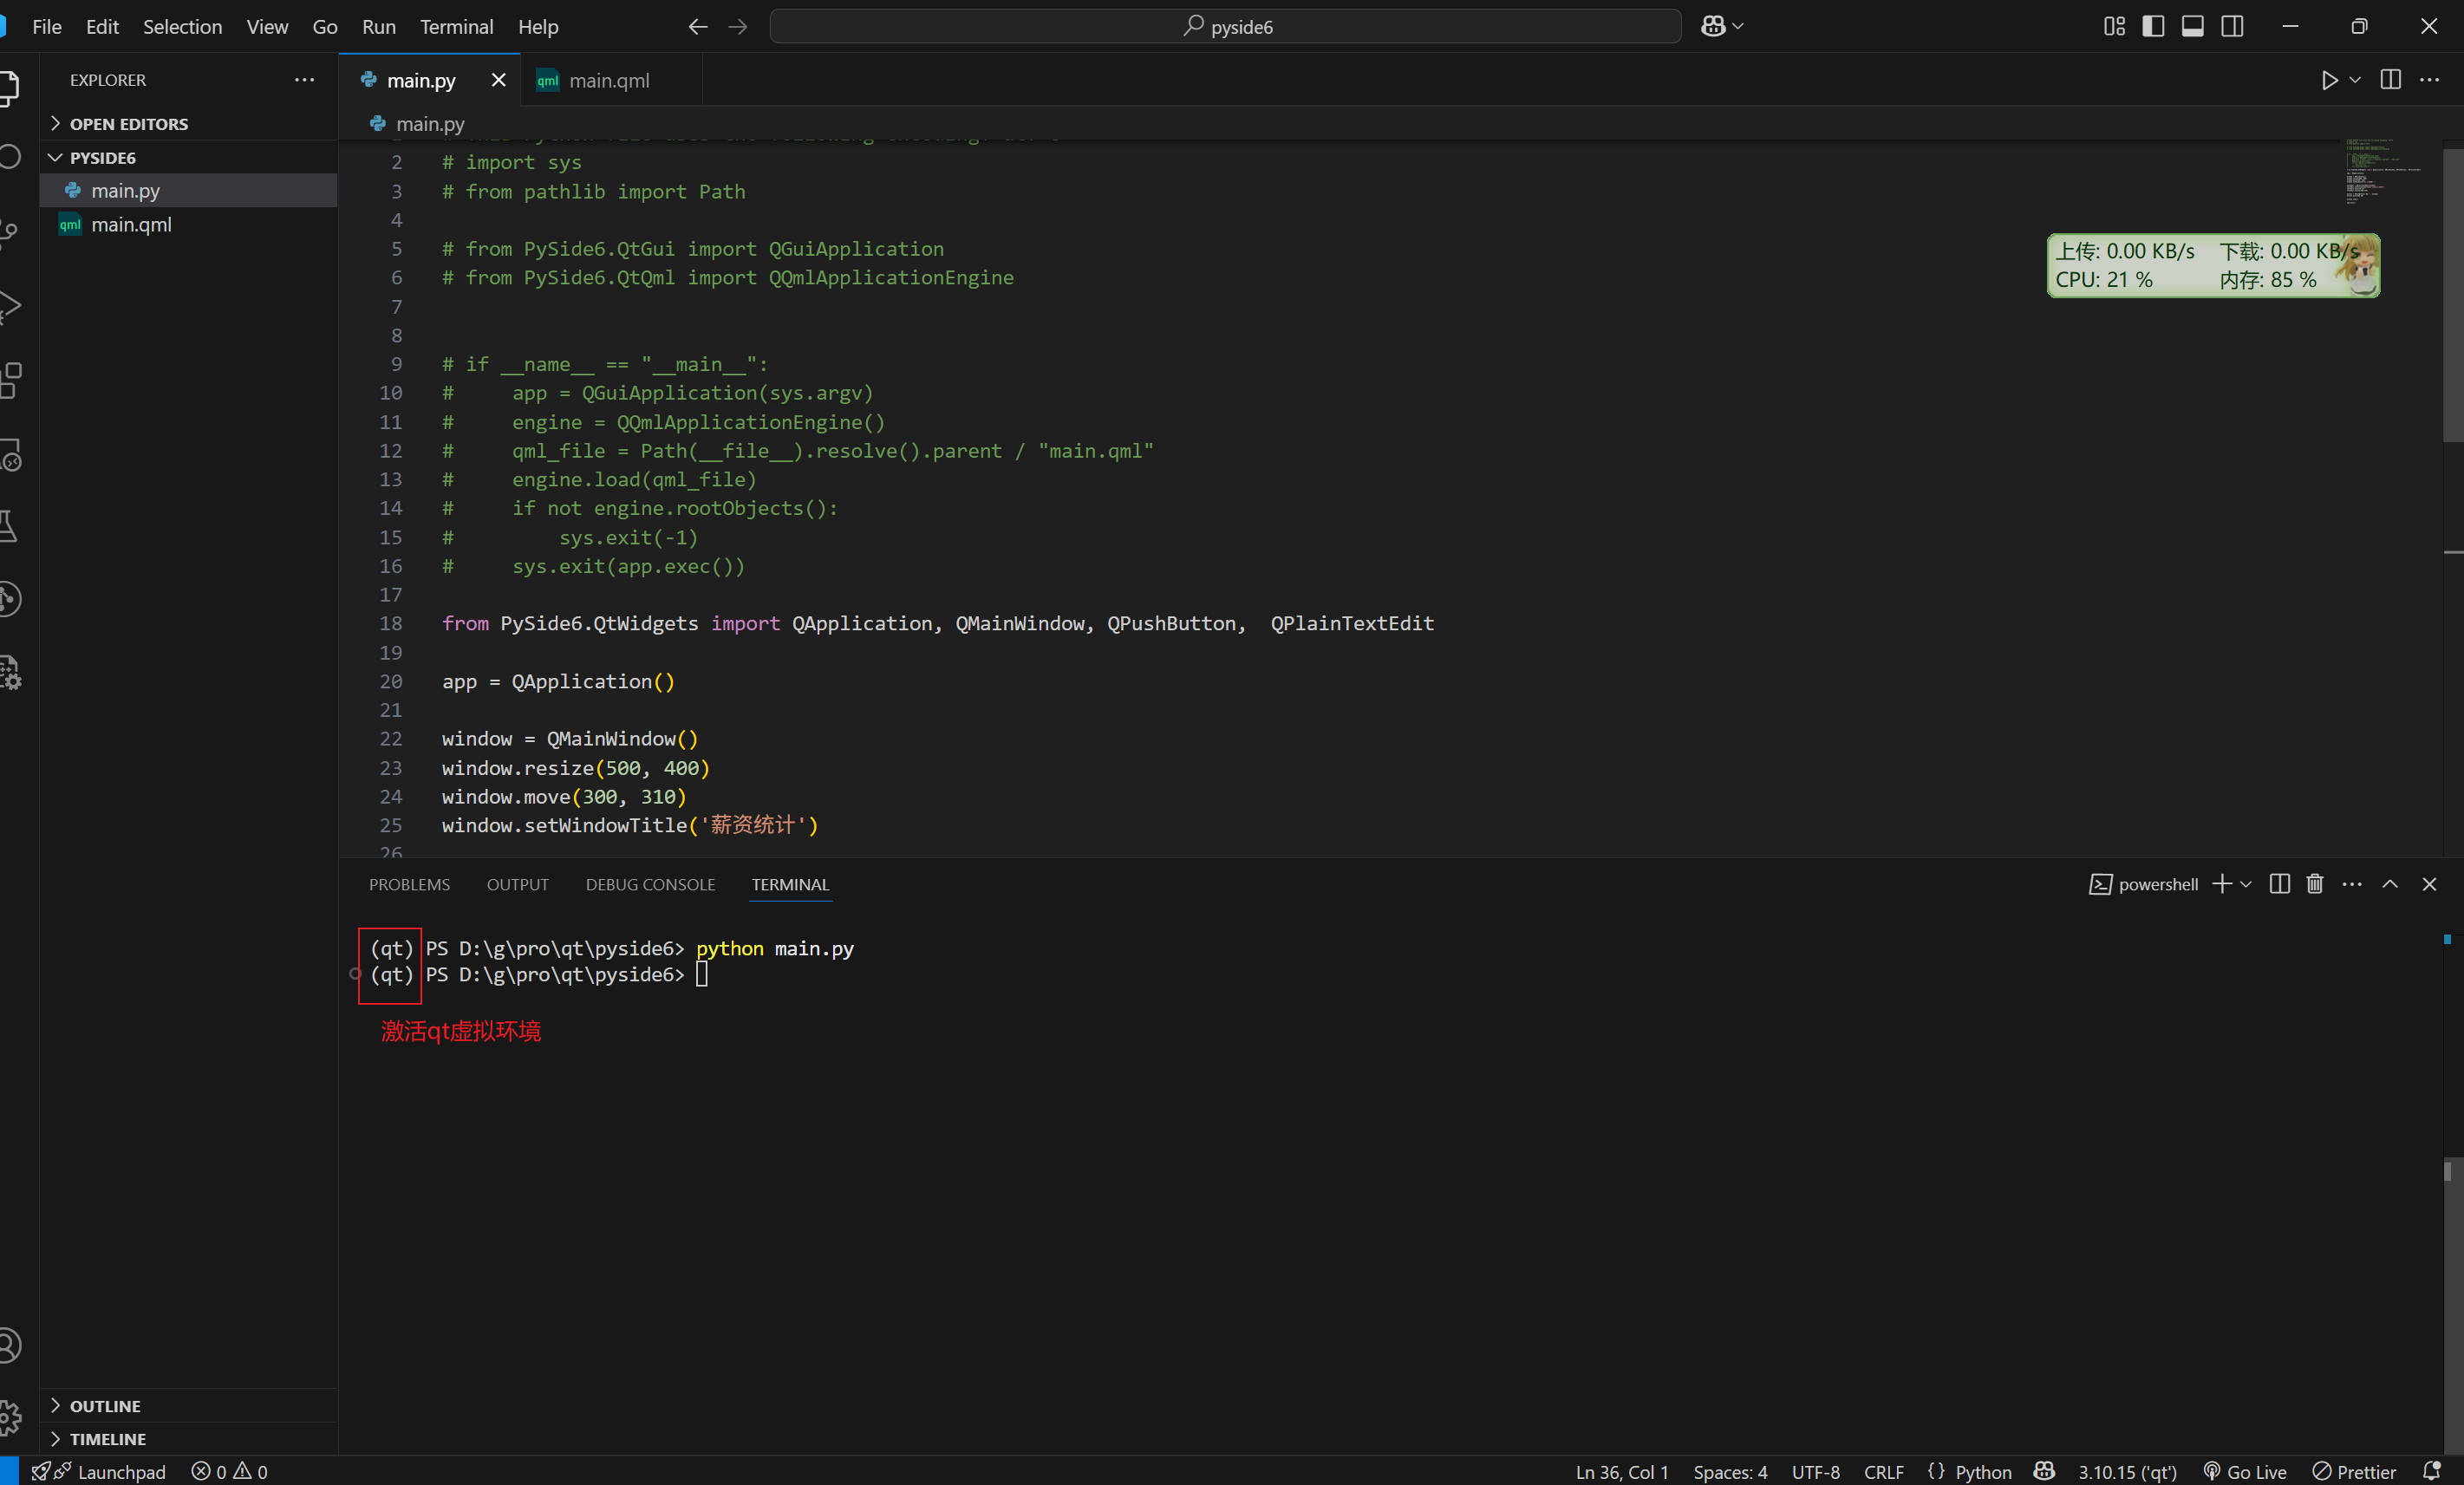 File Edit Selection View Go Run Terminal Help
pyside6
EXPLORER
OPEN EDITORS
PYSIDE6
main.py
qml main.qml
main.py
qml main.qml
main.py
2 # import sys
3 # from pathlib import Path
4
5 # from PySide6.QtGui import QGuiApplication
6 # from PySide6.QtQml import QQmlApplicationEngine
7
8
9 # if __name__ == "__main__":
10 #     app = QGuiApplication(sys.argv)
11 #     engine = QQmlApplicationEngine()
12 #     qml_file = Path(__file__).resolve().parent / "main.qml"
13 #     engine.load(qml_file)
14 #     if not engine.rootObjects():
15 #         sys.exit(-1)
16 #     sys.exit(app.exec())
17
18 from PySide6.QtWidgets import QApplication, QMainWindow, QPushButton,  QPlainTextEdit
19
20 app = QApplication()
21
22 window = QMainWindow()
23 window.resize(500, 400)
24 window.move(300, 310)
25 window.setWindowTitle('薪资统计')
26
上传: 0.00 KB/s 下载: 0.00 KB/s
CPU: 21 % 内存: 85 %
PROBLEMS OUTPUT DEBUG CONSOLE TERMINAL
powershell
(qt) PS D:\g\pro\qt\pyside6> python main.py
(qt) PS D:\g\pro\qt\pyside6>
激活qt虚拟环境
OUTLINE
TIMELINE
Launchpad 0 0
Ln 36, Col 1 Spaces: 4 UTF-8 CRLF {} Python 3.10.15 ('qt') Go Live Prettier